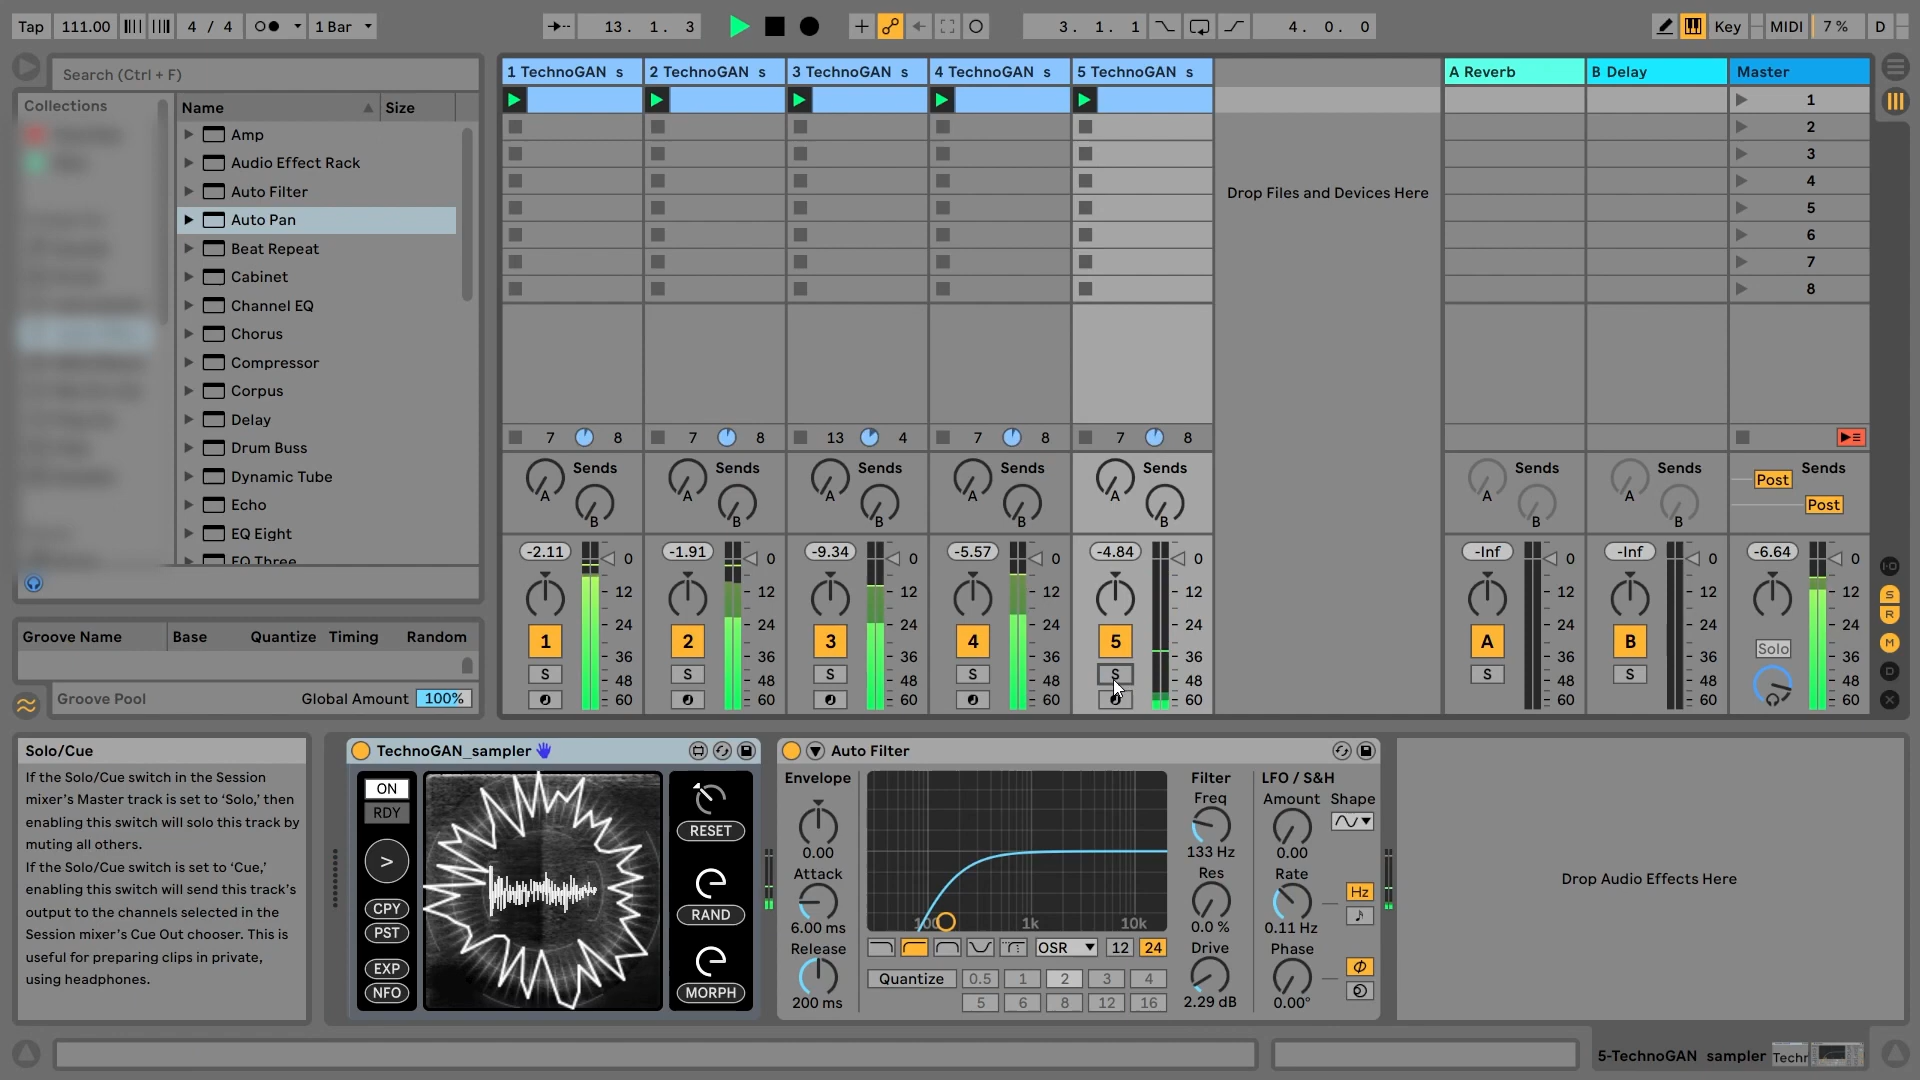 Tap 111.00 4 / 4 1 Bar 13. 1. 3 3. 1. 1 4. 0. 0 Key MIDI 7 % D
Search (Ctrl + F)
Collections
Name Size
Amp
Audio Effect Rack
Auto Filter
Auto Pan
Beat Repeat
Cabinet
Channel EQ
Chorus
Compressor
Corpus
Delay
Drum Buss
Dynamic Tube
Echo
EQ Eight
EQ Three
Groove Name Base Quantize Timing Random
Groove Pool Global Amount 100%
1 TechnoGAN s 2 TechnoGAN s 3 TechnoGAN s 4 TechnoGAN s 5 TechnoGAN s A Reverb B Delay Master
1
2
3
4
5
6
7
8
Drop Files and Devices Here
7 8 7 8 13 4 7 8 7 8
Sends Sends Sends Sends Sends Sends Sends Sends
A A A A A A A Post
B B B B B B B Post
-2.11 0 -1.91 0 -9.34 0 -5.57 0 -4.84 0 -Inf 0 -Inf 0 -6.64 0
12 12 12 12 12 12 12 12
24 24 24 24 24 24 24 24
1 2 3 4 5 A B Solo
36 36 36 36 36 36 36 36
S S S S S S S
48 48 48 48 48 48 48 48
60 60 60 60 60 60 60 60
I·O
S
R
M
D
X
Solo/Cue
If the Solo/Cue switch in the Session
mixer's Master track is set to 'Solo,' then
enabling this switch will solo this track by
muting all others.
If the Solo/Cue switch is set to 'Cue,'
enabling this switch will send this track's
output to the channels selected in the
Session mixer's Cue Out chooser. This is
useful for preparing clips in private,
using headphones.
TechnoGAN_sampler
ON
RDY
>
CPY
PST
EXP
NFO
RESET
RAND
MORPH
Auto Filter
Envelope
0.00
Attack
6.00 ms
Release
200 ms
100 1k 10k
OSR 12 24
Quantize 0.5 1 2 3 4
5 6 8 12 16
Filter
Freq
133 Hz
Res
0.0 %
Drive
2.29 dB
LFO / S&H
Amount Shape
0.00
Rate
Hz
0.11 Hz
Phase
0.00°
Drop Audio Effects Here
5-TechnoGAN sampler Techr